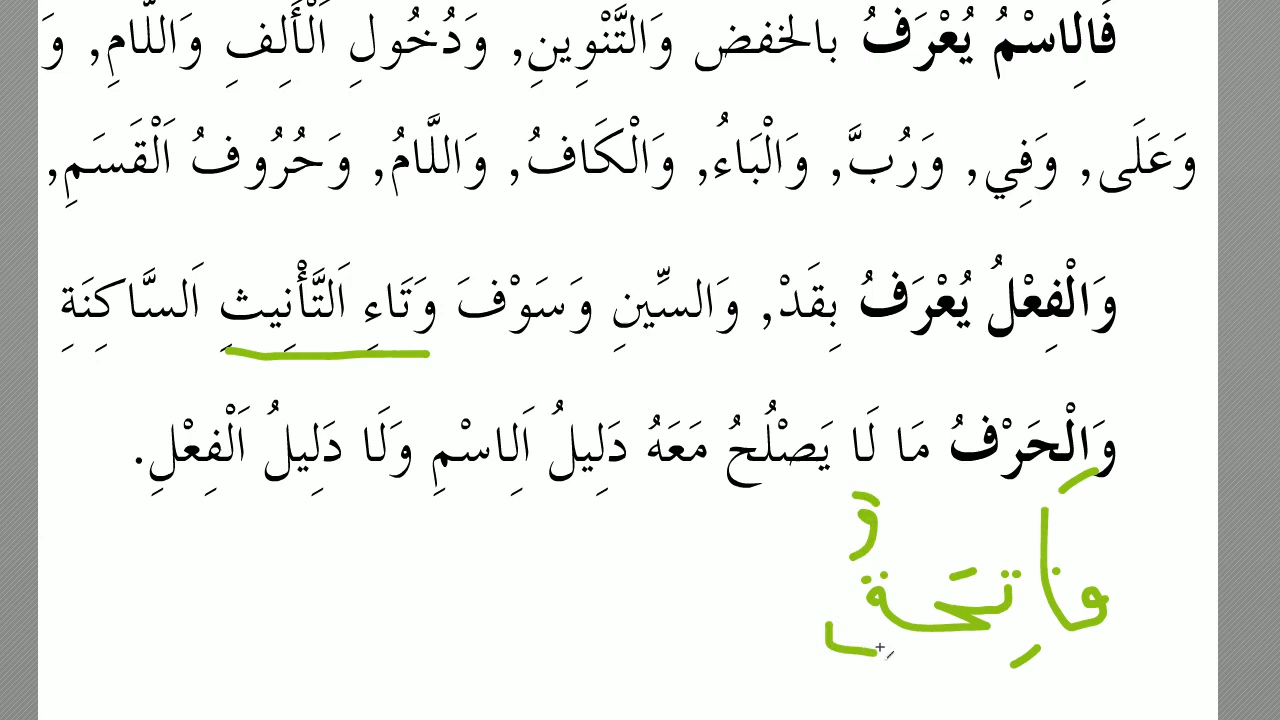 فَالِاسْمُ يُعْرَفُ بالخفض وَالتَّنْوِينِ, وَدُخُولِ اَلْأَلِفِ وَاللَّامِ, وَ
وَعَلَى, وَفِي, وَرُبَّ, وَالْبَاءُ, وَالْكَافُ, وَاللَّامُ, وَحُرُوفُ اَلْقَسَمِ,
وَالْفِعْلُ يُعْرَفُ بِقَدْ, وَالسِّينِ وَسَوْفَ وَتَاءِ اَلتَّأْنِيثِ اَلسَّاكِنَةِ
وَالْحَرْفُ مَا لَا يَصْلُحُ مَعَهُ دَلِيلُ اَلِاسْمِ وَلَا دَلِيلُ اَلْفِعْلِ.
فَاتِحَة